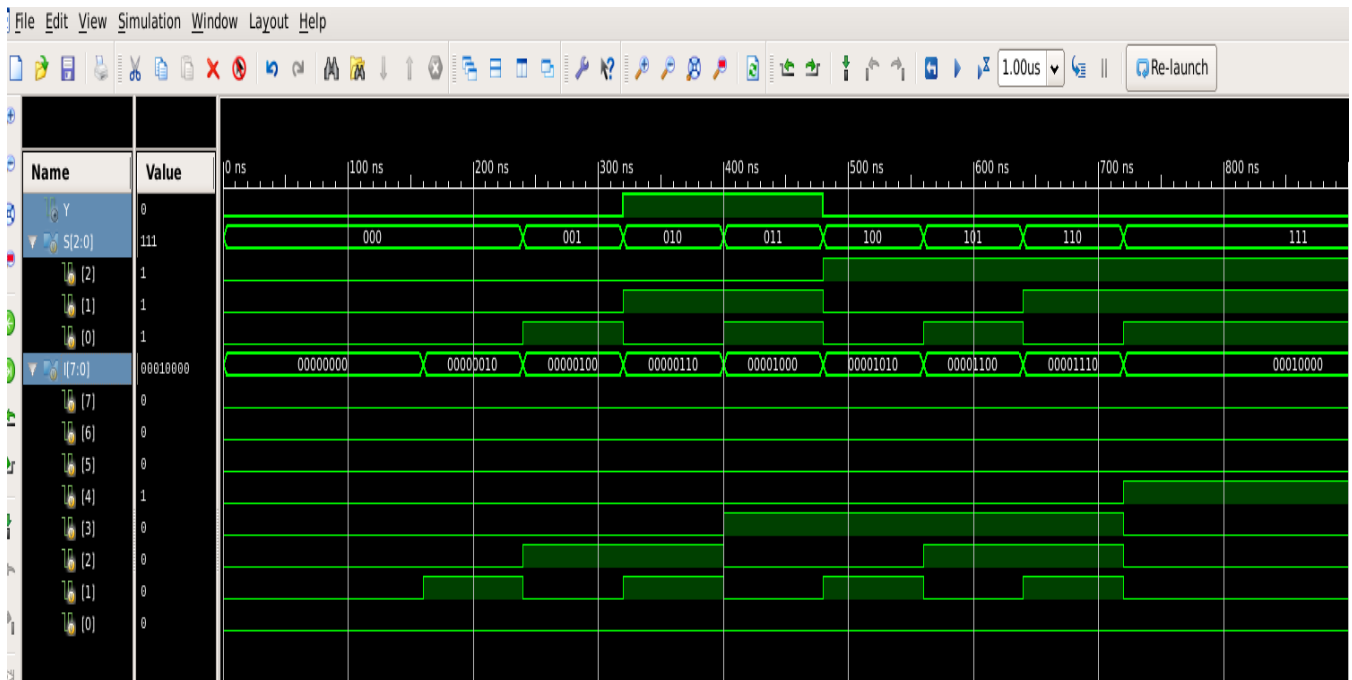 File Edit View Simulation Window Layout Help
1.00us Re-launch
Name Value 0 ns 100 ns 200 ns 300 ns 400 ns 500 ns 600 ns 700 ns 800 ns
Y 0
S[2:0] 111 000 001 010 011 100 101 110 111
[2] 1
[1] 1
[0] 1
I[7:0] 00010000 00000000 00000010 00000100 00000110 00001000 00001010 00001100 00001110 00010000
[7] 0
[6] 0
[5] 0
[4] 1
[3] 0
[2] 0
[1] 0
[0] 0